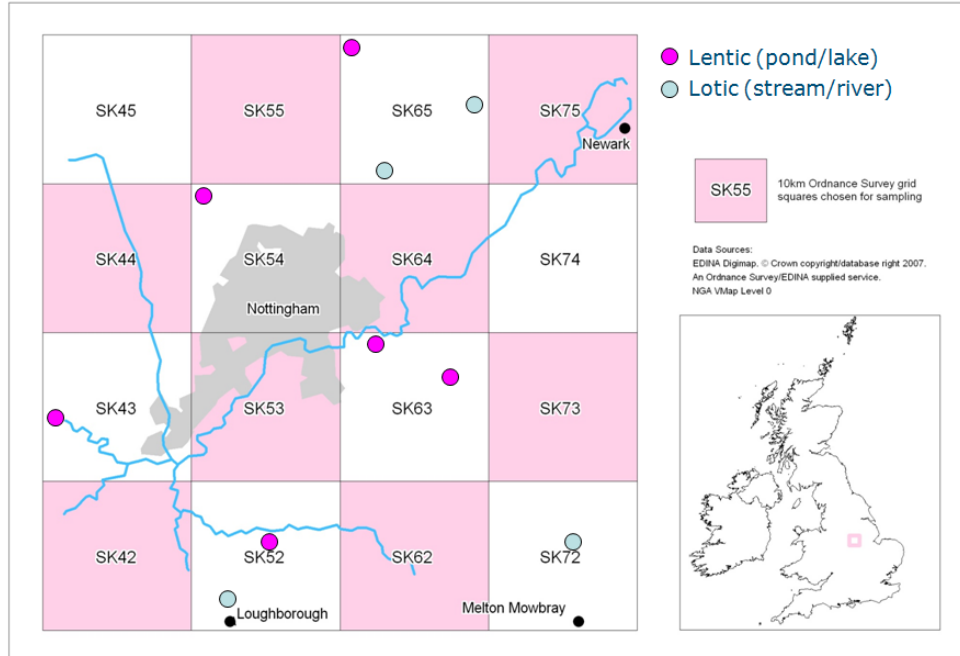 Lentic (pond/lake)
Lotic (stream/river)
SK45
SK55
SK65
SK75
Newark
SK55
10km Ordnance Survey grid
squares chosen for sampling
SK44
SK54
SK64
SK74
Nottingham
Data Sources:
EDINA Digimap. © Crown copyright/database right 2007.
An Ordnance Survey/EDINA supplied service.
NGA VMap Level 0
SK43
SK53
SK63
SK73
SK42
SK52
SK62
SK72
Loughborough
Melton Mowbray